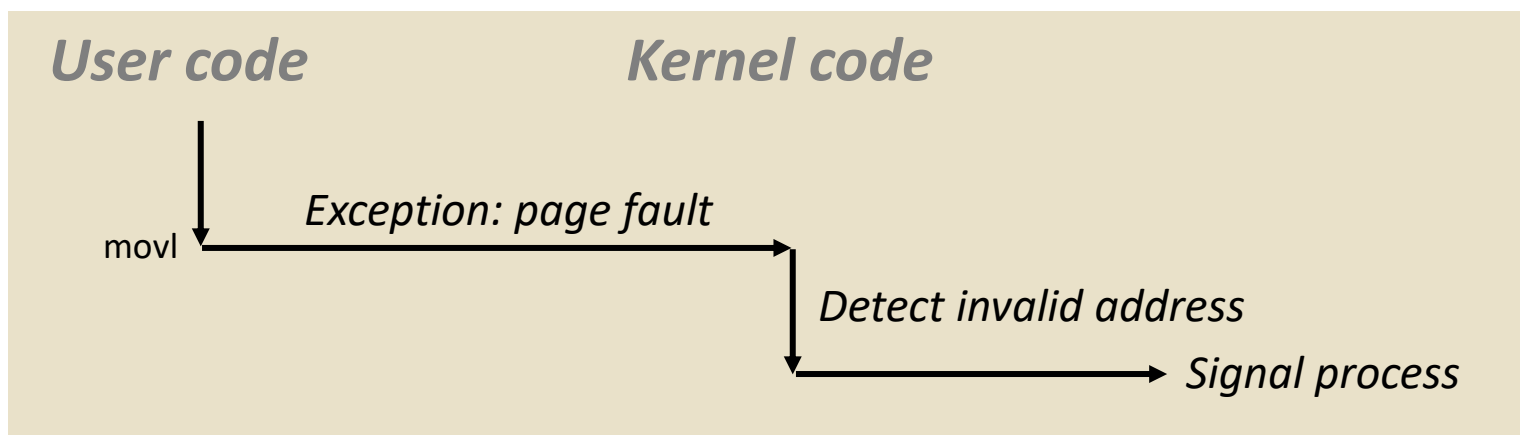 User code
Kernel code
Exception: page fault
movl
Detect invalid address
Signal process